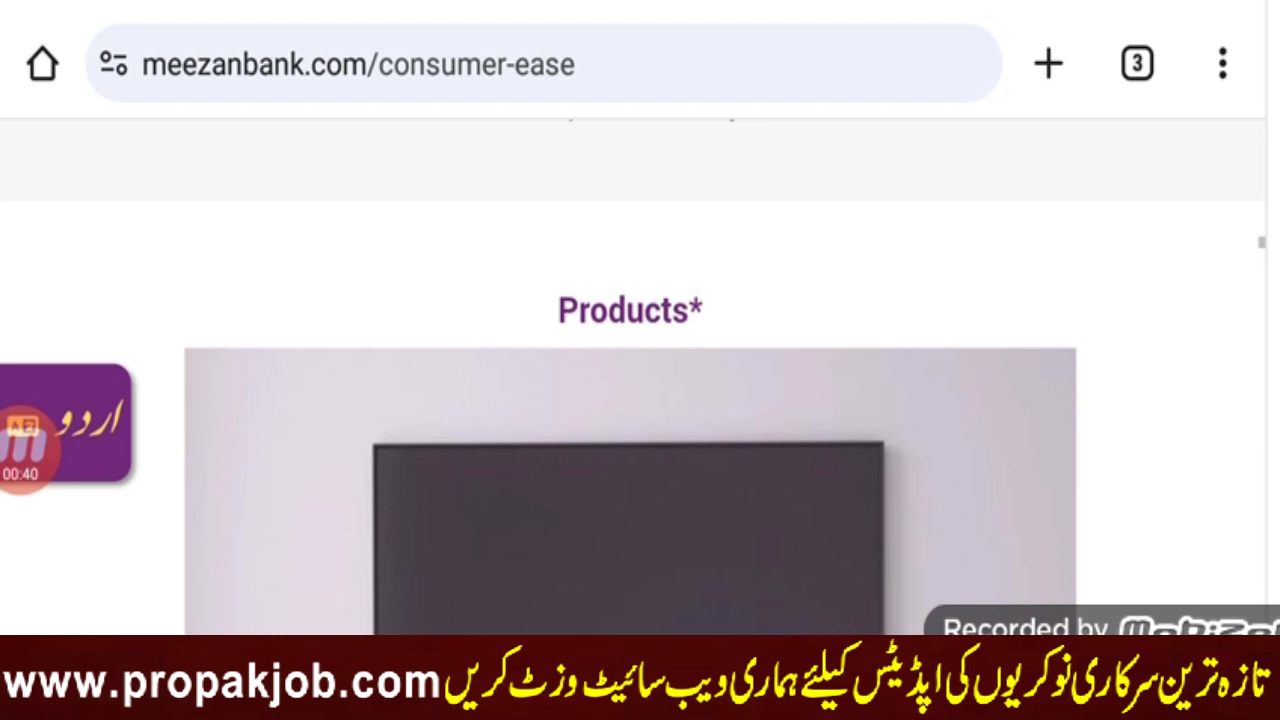 meezanbank.com/consumer-ease
3
Products*
اردو
00:40
Recorded by
www.propakjob.com تازہ ترین سرکاری نوکریوں کی اپڈیٹس کیلئے ہماری ویب سائیٹ وزٹ کریں